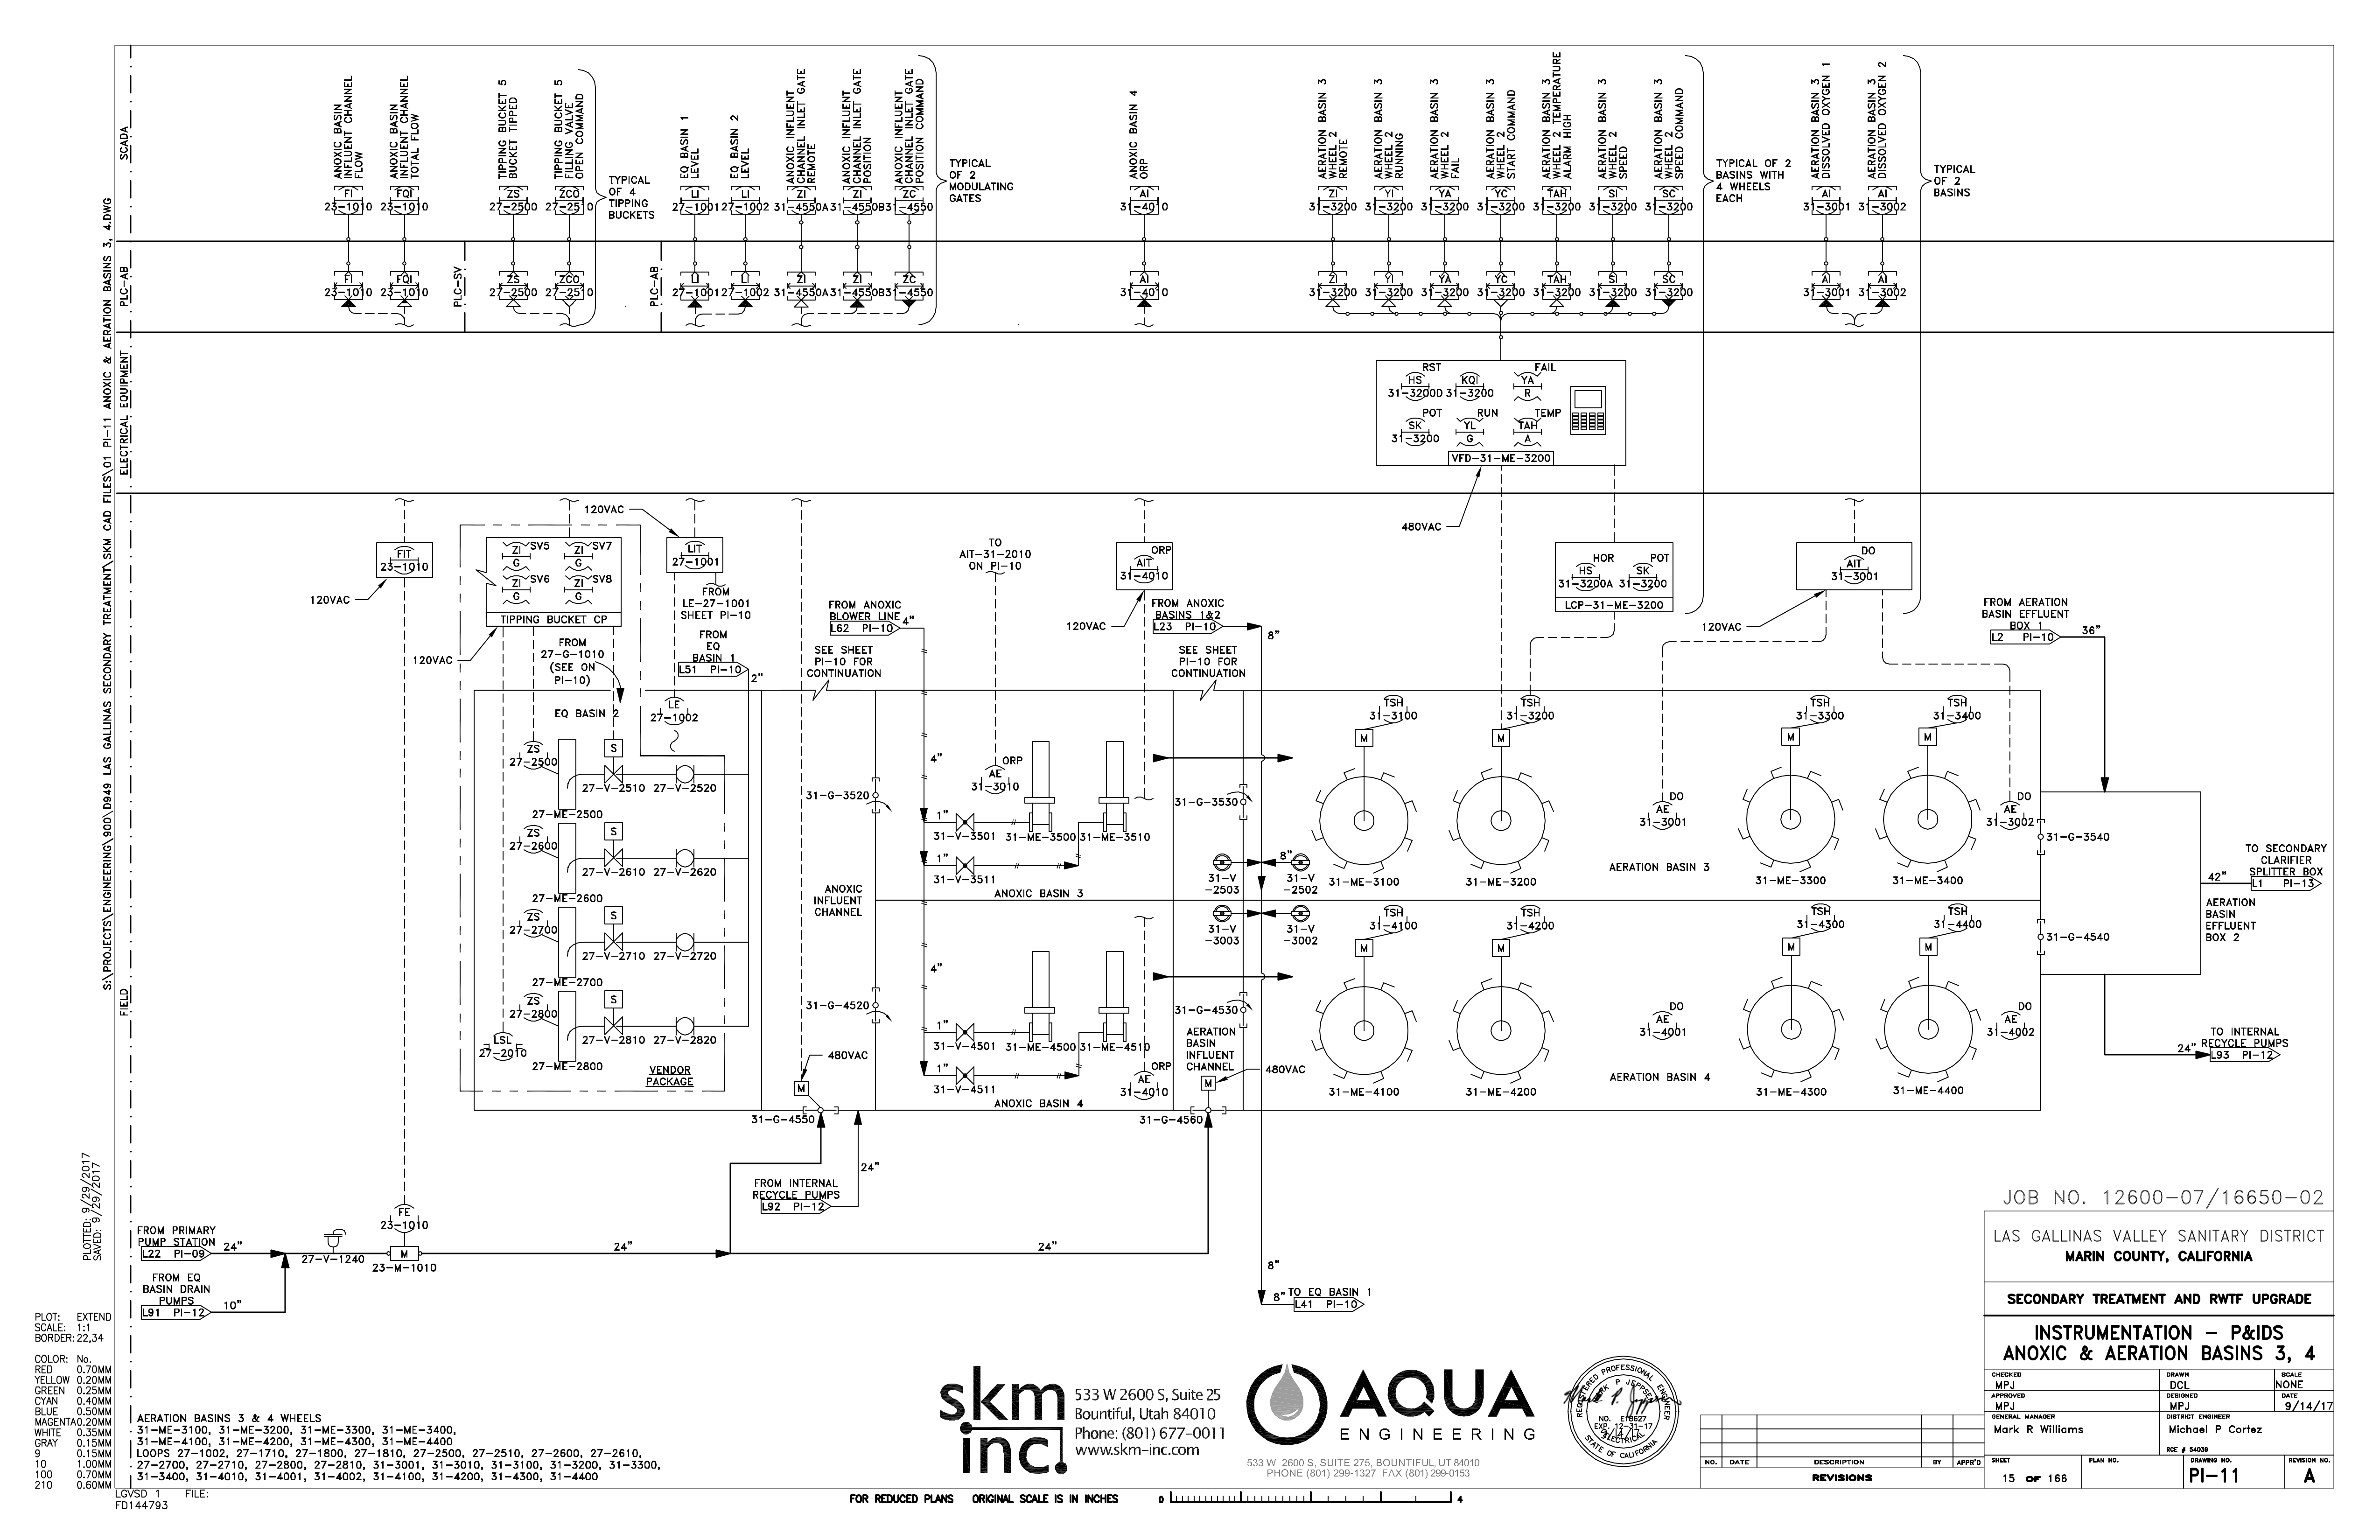 S:\PROJECTS\ENGINEERING\900\D949 LAS GALLINAS SECONDARY TREATMENT\SKM CAD FILES\01 PI-11 ANOXIC & AERATION BASINS 3, 4.DWG
PLOTTED: 9/29/2017
SAVED: 9/29/2017
SCADA
PLC-AB
PLC-SV
PLC-AB
ELECTRICAL EQUIPMENT
FIELD
ANOXIC BASIN
INFLUENT CHANNEL
FLOW
FI
23-1010
ANOXIC BASIN
INFLUENT CHANNEL
TOTAL FLOW
FQI
23-1010
TIPPING BUCKET 5
BUCKET TIPPED
ZS
27-2500
TIPPING BUCKET 5
FILLING VALVE
OPEN COMMAND
ZCO
27-2510
TYPICAL
OF 4
TIPPING
BUCKETS
EQ BASIN 1
LEVEL
LI
27-1001
EQ BASIN 2
LEVEL
LI
27-1002
ANOXIC INFLUENT
CHANNEL INLET GATE
REMOTE
ZI
31-4550A
ANOXIC INFLUENT
CHANNEL INLET GATE
POSITION
ZI
31-4550B
ANOXIC INFLUENT
CHANNEL INLET GATE
POSITION COMMAND
ZC
31-4550
TYPICAL
OF 2
MODULATING
GATES
ANOXIC BASIN 4
ORP
AI
31-4010
AERATION BASIN 3
WHEEL 2
REMOTE
ZI
31-3200
AERATION BASIN 3
WHEEL 2
RUNNING
YI
31-3200
AERATION BASIN 3
WHEEL 2
FAIL
YA
31-3200
AERATION BASIN 3
WHEEL 2
START COMMAND
YC
31-3200
AERATION BASIN 3
WHEEL 2 TEMPERATURE
ALARM HIGH
TAH
31-3200
AERATION BASIN 3
WHEEL 2
SPEED
SI
31-3200
AERATION BASIN 3
WHEEL 2
SPEED COMMAND
SC
31-3200
TYPICAL OF 2
BASINS WITH
4 WHEELS
EACH
AERATION BASIN 3
DISSOLVED OXYGEN 1
AI
31-3001
AERATION BASIN 3
DISSOLVED OXYGEN 2
AI
31-3002
TYPICAL
OF 2
BASINS
FI
23-1010
FQI
23-1010
ZS
27-2500
ZCO
27-2510
LI
27-1001
LI
27-1002
ZI
31-4550A
ZI
31-4550B
ZC
31-4550
AI
31-4010
ZI
31-3200
YI
31-3200
YA
31-3200
YC
31-3200
TAH
31-3200
SI
31-3200
SC
31-3200
AI
31-3001
AI
31-3002
RST
HS
31-3200D
KQI
31-3200
FAIL
YA
R
POT
SK
31-3200
RUN
YL
G
TEMP
TAH
A
VFD-31-ME-3200
480VAC
FIT
23-1010
120VAC
ZI SV5
G
ZI SV7
G
ZI SV6
G
ZI SV8
G
TIPPING BUCKET CP
120VAC
120VAC
LIT
27-1001
FROM
LE-27-1001
SHEET PI-10
FROM
27-G-1010
(SEE ON
PI-10)
FROM
EQ
BASIN 1
L51 PI-10
2"
FROM ANOXIC
BLOWER LINE
L62 PI-10
4"
SEE SHEET
PI-10 FOR
CONTINUATION
TO
AIT-31-2010
ON PI-10
ORP
AIT
31-4010
120VAC
FROM ANOXIC
BASINS 1&2
L23 PI-10
8"
SEE SHEET
PI-10 FOR
CONTINUATION
HOR
HS
31-3200A
POT
SK
31-3200
LCP-31-ME-3200
DO
AIT
31-3001
120VAC
FROM AERATION
BASIN EFFLUENT
BOX 1
L2 PI-10
36"
EQ BASIN 2
LE
27-1002
ZS
27-2500
S
27-V-2510
27-V-2520
27-ME-2500
ZS
27-2600
S
27-V-2610
27-V-2620
27-ME-2600
ZS
27-2700
S
27-V-2710
27-V-2720
27-ME-2700
ZS
27-2800
S
27-V-2810
27-V-2820
27-ME-2800
LSL
27-2010
VENDOR
PACKAGE
31-G-3520
31-G-4520
ANOXIC
INFLUENT
CHANNEL
480VAC
M
31-G-4550
4"
ORP
AE
31-3010
1"
31-V-3501
31-ME-3500
31-ME-3510
1"
31-V-3511
ANOXIC BASIN 3
4"
1"
31-V-4501
31-ME-4500
31-ME-4510
1"
31-V-4511
ORP
AE
31-4010
ANOXIC BASIN 4
31-G-3530
8"
31-V
-2503
31-V
-2502
31-V
-3003
31-V
-3002
31-G-4530
AERATION
BASIN
INFLUENT
CHANNEL
M
480VAC
31-G-4560
TSH
31-3100
M
31-ME-3100
TSH
31-3200
M
31-ME-3200
DO
AE
31-3001
AERATION BASIN 3
TSH
31-3300
M
31-ME-3300
TSH
31-3400
M
31-ME-3400
DO
AE
31-3002
31-G-3540
TSH
31-4100
M
31-ME-4100
TSH
31-4200
M
31-ME-4200
DO
AE
31-4001
AERATION BASIN 4
TSH
31-4300
M
31-ME-4300
TSH
31-4400
M
31-ME-4400
DO
AE
31-4002
31-G-4540
TO SECONDARY
CLARIFIER
SPLITTER BOX
42"
L1 PI-13
AERATION
BASIN
EFFLUENT
BOX 2
TO INTERNAL
RECYCLE PUMPS
24"
L93 PI-12
FROM INTERNAL
RECYCLE PUMPS
L92 PI-12
24"
FROM PRIMARY
PUMP STATION
L22 PI-09
24"
27-V-1240
FE
23-1010
M
23-M-1010
24"
24"
FROM EQ
BASIN DRAIN
PUMPS
L91 PI-12
10"
8"
8"
TO EQ BASIN 1
L41 PI-10
PLOT: EXTEND
SCALE: 1:1
BORDER: 22,34
COLOR: No.
RED 0.70MM
YELLOW 0.20MM
GREEN 0.25MM
CYAN 0.40MM
BLUE 0.50MM
MAGENTA 0.20MM
WHITE 0.35MM
GRAY 0.15MM
9 0.15MM
10 1.00MM
100 0.70MM
210 0.60MM
LGVSD 1 FILE:
FD144793
AERATION BASINS 3 & 4 WHEELS
31-ME-3100, 31-ME-3200, 31-ME-3300, 31-ME-3400,
31-ME-4100, 31-ME-4200, 31-ME-4300, 31-ME-4400
LOOPS 27-1002, 27-1710, 27-1800, 27-1810, 27-2500, 27-2510, 27-2600, 27-2610,
27-2700, 27-2710, 27-2800, 27-2810, 31-3001, 31-3010, 31-3100, 31-3200, 31-3300,
31-3400, 31-4010, 31-4001, 31-4002, 31-4100, 31-4200, 31-4300, 31-4400
skm
inc.
533 W 2600 S, Suite 25
Bountiful, Utah 84010
Phone: (801) 677-0011
www.skm-inc.com
AQUA
ENGINEERING
533 W 2600 S, SUITE 275, BOUNTIFUL, UT 84010
PHONE (801) 299-1327 FAX (801) 299-0153
REGISTERED PROFESSIONAL ENGINEER
MARK P JEPPSEN
NO. E18627
EXP. 12-31-17
9/14/17
ELECTRICAL
STATE OF CALIFORNIA
FOR REDUCED PLANS ORIGINAL SCALE IS IN INCHES
0 4
JOB NO. 12600-07/16650-02
LAS GALLINAS VALLEY SANITARY DISTRICT
MARIN COUNTY, CALIFORNIA
SECONDARY TREATMENT AND RWTF UPGRADE
INSTRUMENTATION - P&IDS
ANOXIC & AERATION BASINS 3, 4
CHECKED
MPJ
DRAWN
DCL
SCALE
NONE
APPROVED
MPJ
DESIGNED
MPJ
DATE
9/14/17
GENERAL MANAGER
Mark R Williams
DISTRICT ENGINEER
Michael P Cortez
RCE # 54038
NO. DATE DESCRIPTION BY APPR'D
REVISIONS
SHEET
15 OF 166
PLAN NO.
DRAWING NO.
PI-11
REVISION NO.
A